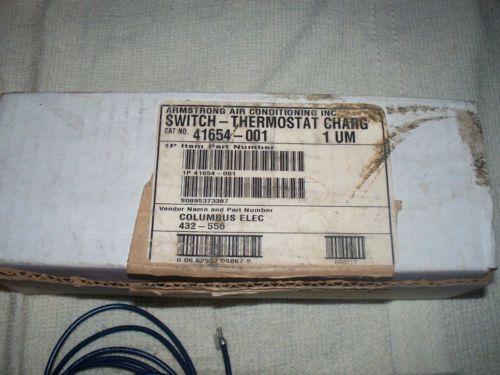 ARMSTRONG AIR CONDITIONING INC.
SWITCH-THERMOSTAT CHARG
CAT NO. 41654-001 1 UM
1P Item Part Number
1P 41654-001
Vendor Name and Part Number
COLUMBUS ELEC
432-556